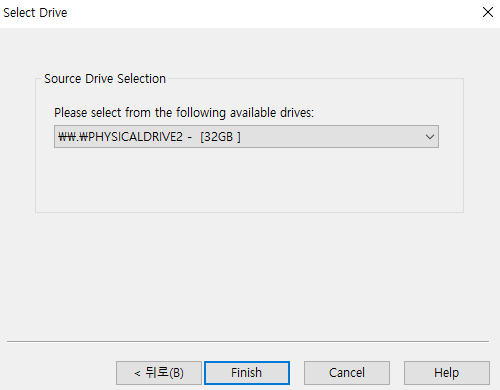 Select Drive
Source Drive Selection
Please select from the following available drives:
₩₩.₩PHYSICALDRIVE2 - [32GB ]
< 뒤로(B)
Finish
Cancel
Help